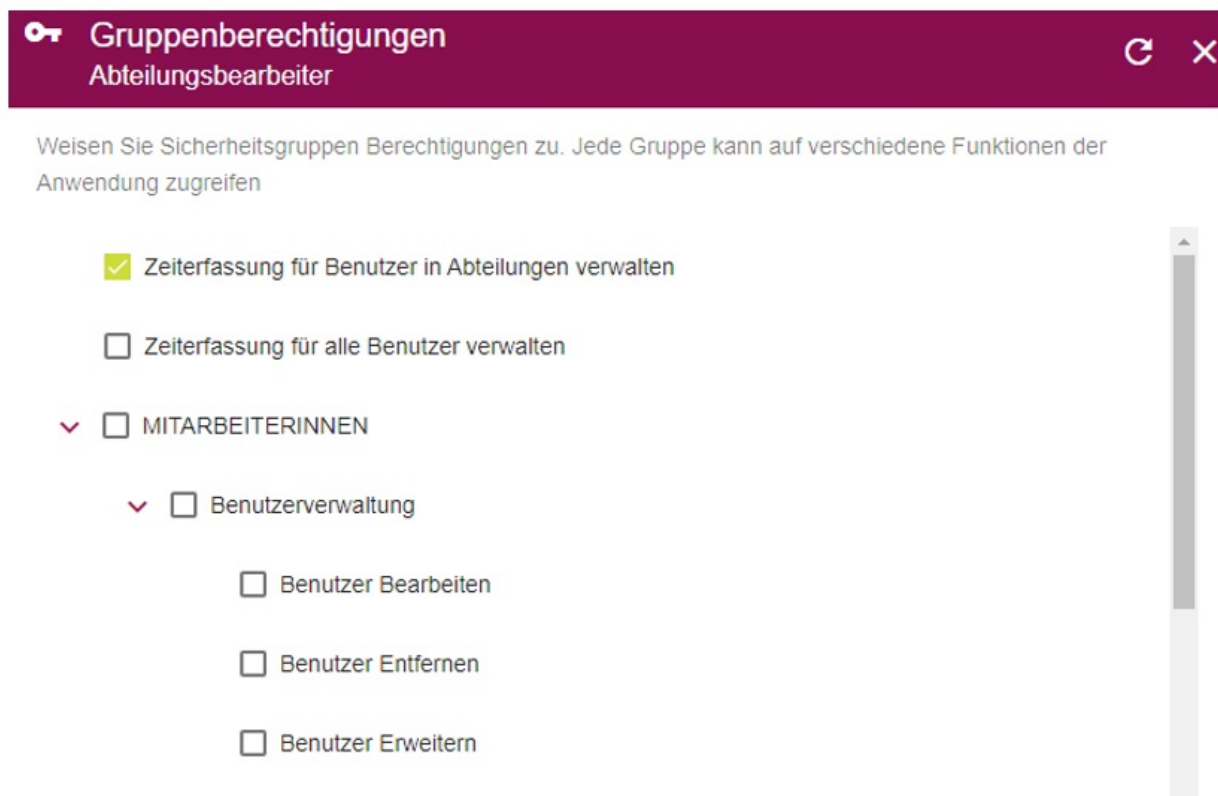 Gruppenberechtigungen
Abteilungsbearbeiter
Weisen Sie Sicherheitsgruppen Berechtigungen zu. Jede Gruppe kann auf verschiedene Funktionen der
Anwendung zugreifen
Zeiterfassung für Benutzer in Abteilungen verwalten
Zeiterfassung für alle Benutzer verwalten
MITARBEITERINNEN
Benutzerverwaltung
Benutzer Bearbeiten
Benutzer Entfernen
Benutzer Erweitern